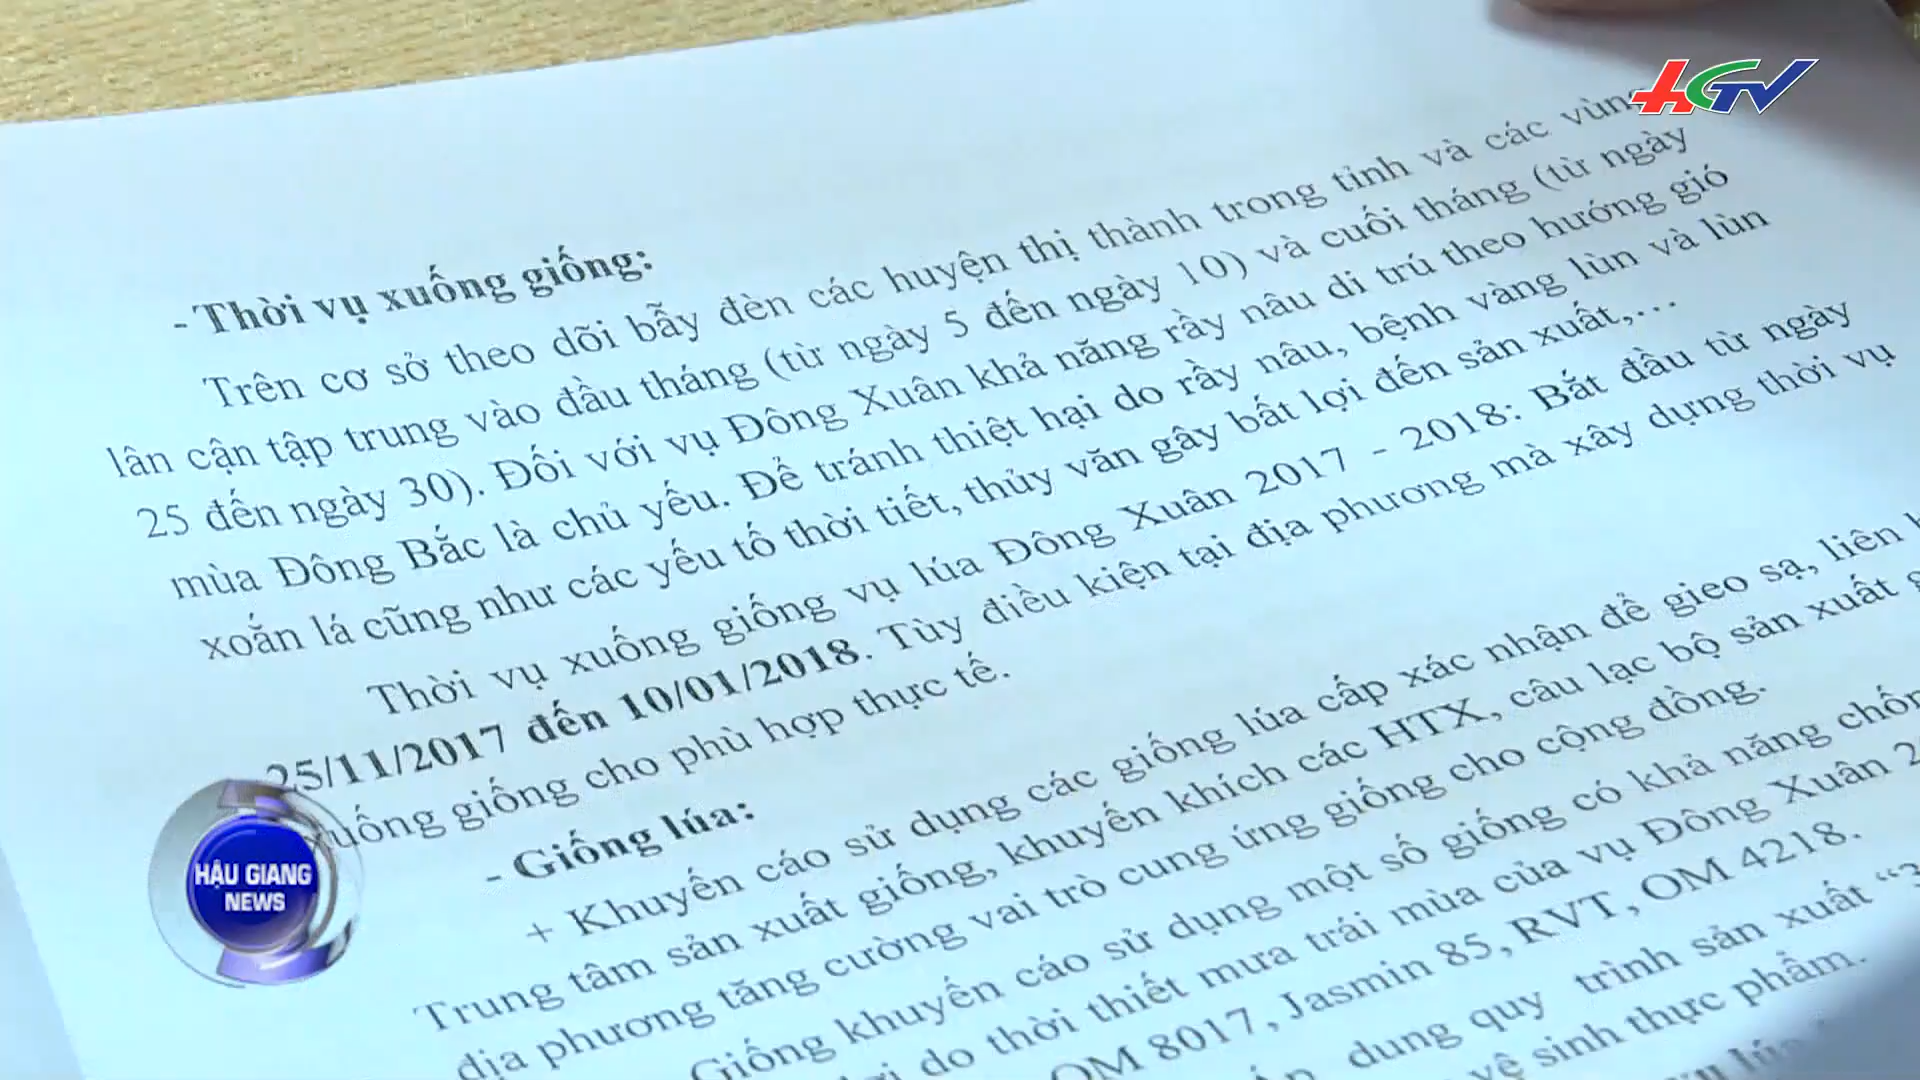 HGTV
- Thời vụ xuống giống:
Trên cơ sở theo dõi bẫy đèn các huyện thị thành trong tỉnh và các vùng
lân cận tập trung vào đầu tháng (từ ngày 5 đến ngày 10) và cuối tháng (từ ngày
25 đến ngày 30). Đối với vụ Đông Xuân khả năng rầy nâu di trú theo hướng gió
mùa Đông Bắc là chủ yếu. Để tránh thiệt hại do rầy nâu, bệnh vàng lùn và lùn
xoắn lá cũng như các yếu tố thời tiết, thủy văn gây bất lợi đến sản xuất,...
Thời vụ xuống giống vụ lúa Đông Xuân 2017 - 2018: Bắt đầu từ ngày
25/11/2017 đến 10/01/2018. Tùy điều kiện tại địa phương mà xây dựng thời vụ
xuống giống cho phù hợp thực tế.
- Giống lúa:
+ Khuyến cáo sử dụng các giống lúa cấp xác nhận để gieo sạ, liên
Trung tâm sản xuất giống, khuyến khích các HTX, câu lạc bộ sản xuất
địa phương tăng cường vai trò cung ứng giống cho cộng đồng.
Giống khuyến cáo sử dụng một số giống có khả năng chốn
do thời thiết mưa trái mùa của vụ Đông Xuân
OM 8017, Jasmin 85, RVT, OM 4218.
dụng quy trình sản xuất “3
vệ sinh thực phẩm.
HẬU GIANG
NEWS